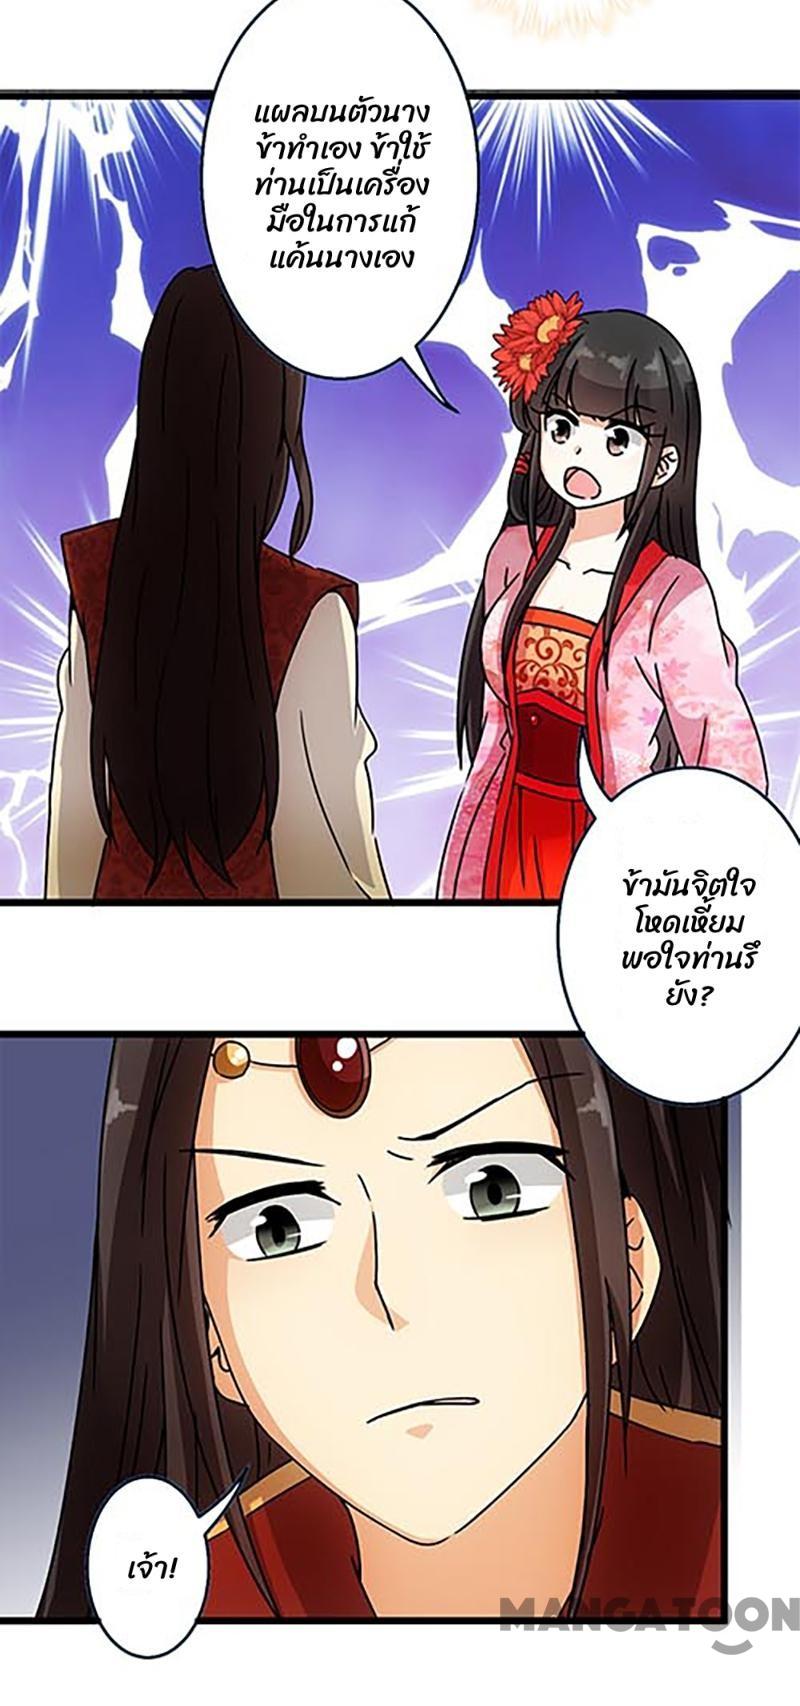 แผลบนตัวนาง
ข้าทำเอง ข้าใช้
ท่านเป็นเครื่อง
มือในการแก้
แค้นนางเอง
ข้ามันจิตใจ
โหดเหี้ยม
พอใจท่านรึ
ยัง?
เจ้า!
MANGATOON